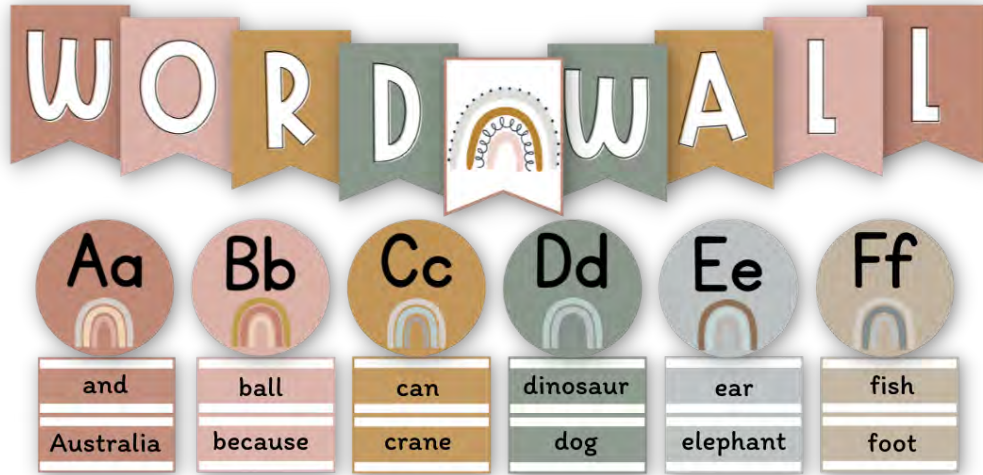 WORD WALL
Aa Bb Cc Dd Ee Ff
and ball can dinosaur ear fish
Australia because crane dog elephant foot